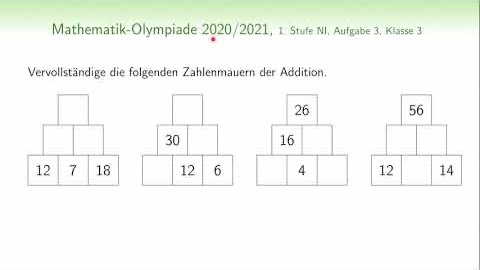 Mathematik-Olympiade 2020/2021, 1. Stufe NI, Aufgabe 3, Klasse 3
Vervollständige die folgenden Zahlenmauern der Addition.
26 56
30 16
12 7 18 12 6 4 12 14